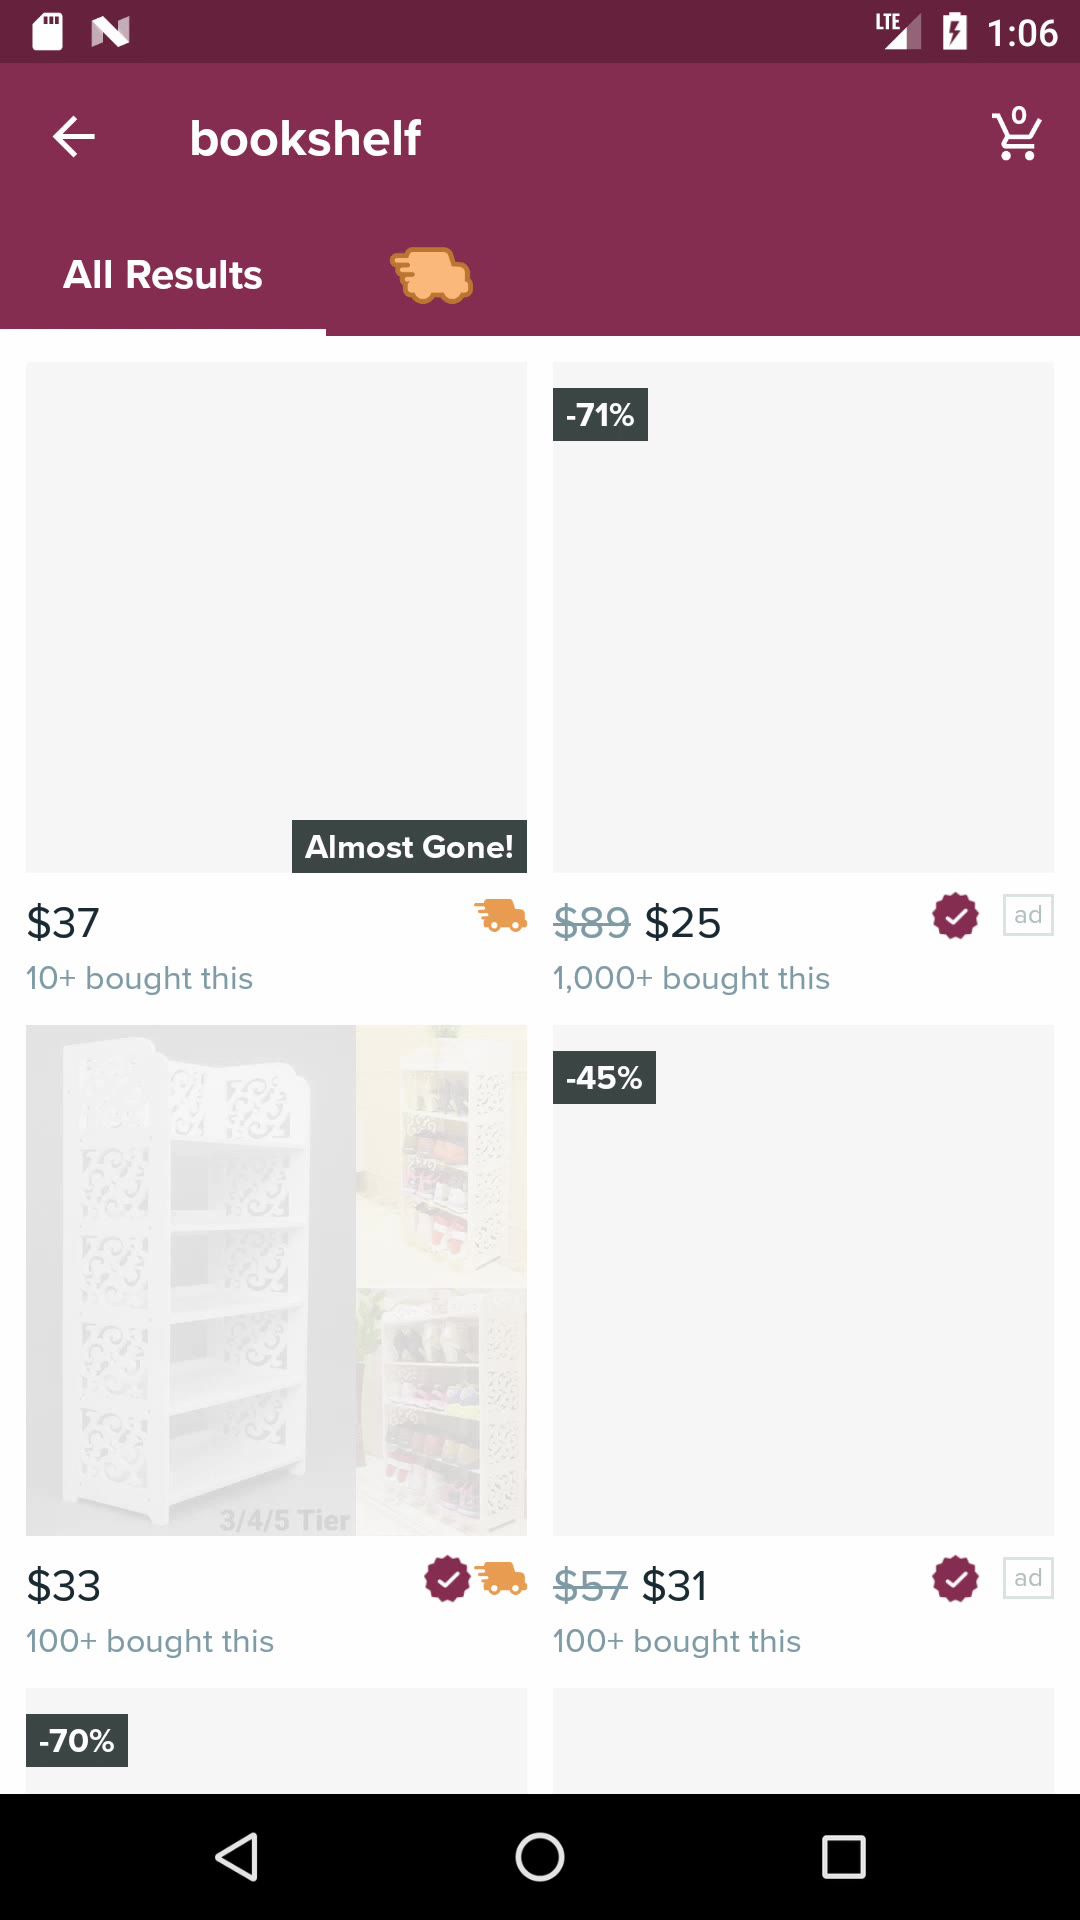 LTE 1:06
bookshelf
0
All Results
-71%
Almost Gone!
$37
$89 $25
ad
10+ bought this
1,000+ bought this
-45%
3/4/5 Tier
$33
$57 $31
ad
100+ bought this
100+ bought this
-70%